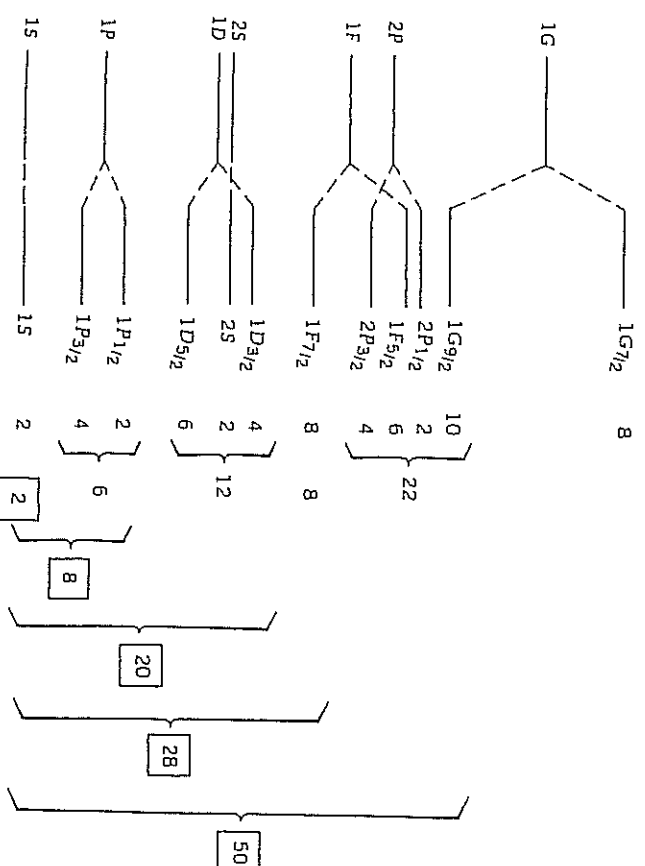 1G7/2 8
1G
1G9/2 10
2P1/2 2
1F5/2 6 22
2P 2P3/2 4
1F
1F7/2 8 8
1D3/2 4
2S 2S 2 12 50
1D
1D5/2 6
28
20
1P1/2 2
1P 6
1P3/2 4
8
1S 1S 2 2